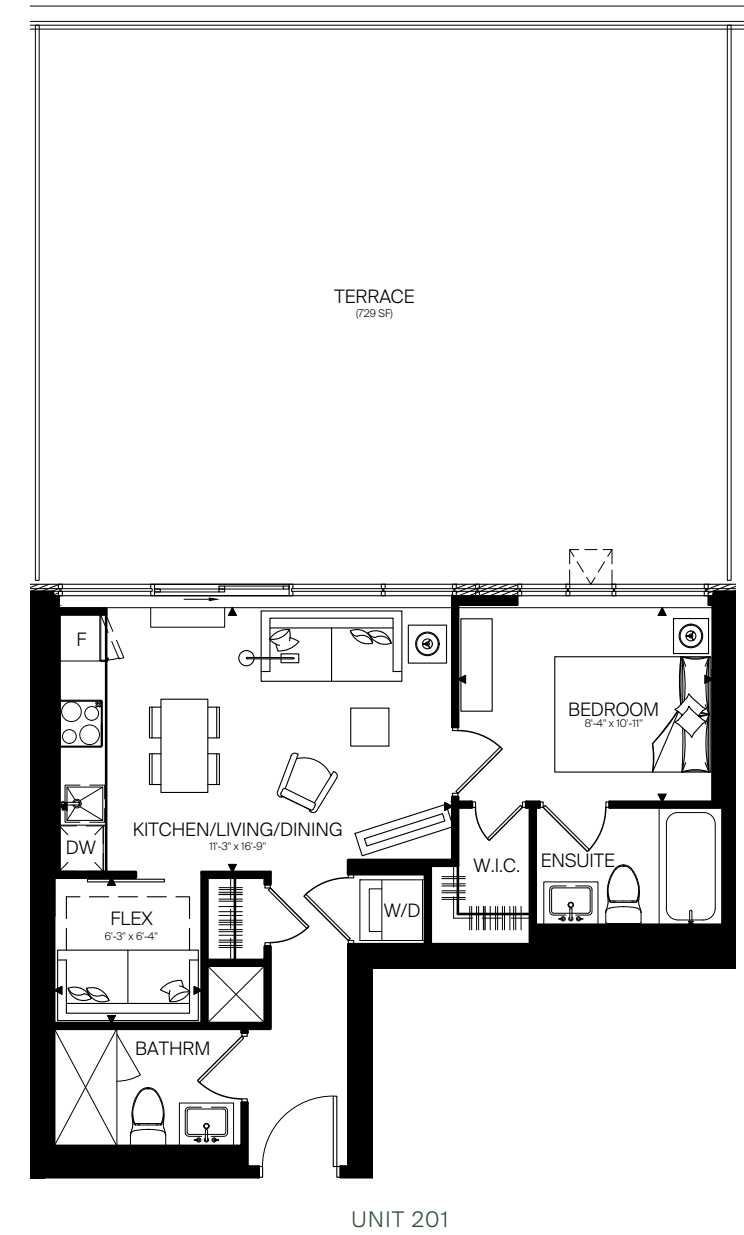 TERRACE
(729 SF)
F
BEDROOM
8'-4" x 10'-11"
KITCHEN/LIVING/DINING
11'-3" x 16'-9"
DW
W.I.C.
ENSUITE
FLEX
6'-3" x 6'-4"
W/D
BATHRM
UNIT 201